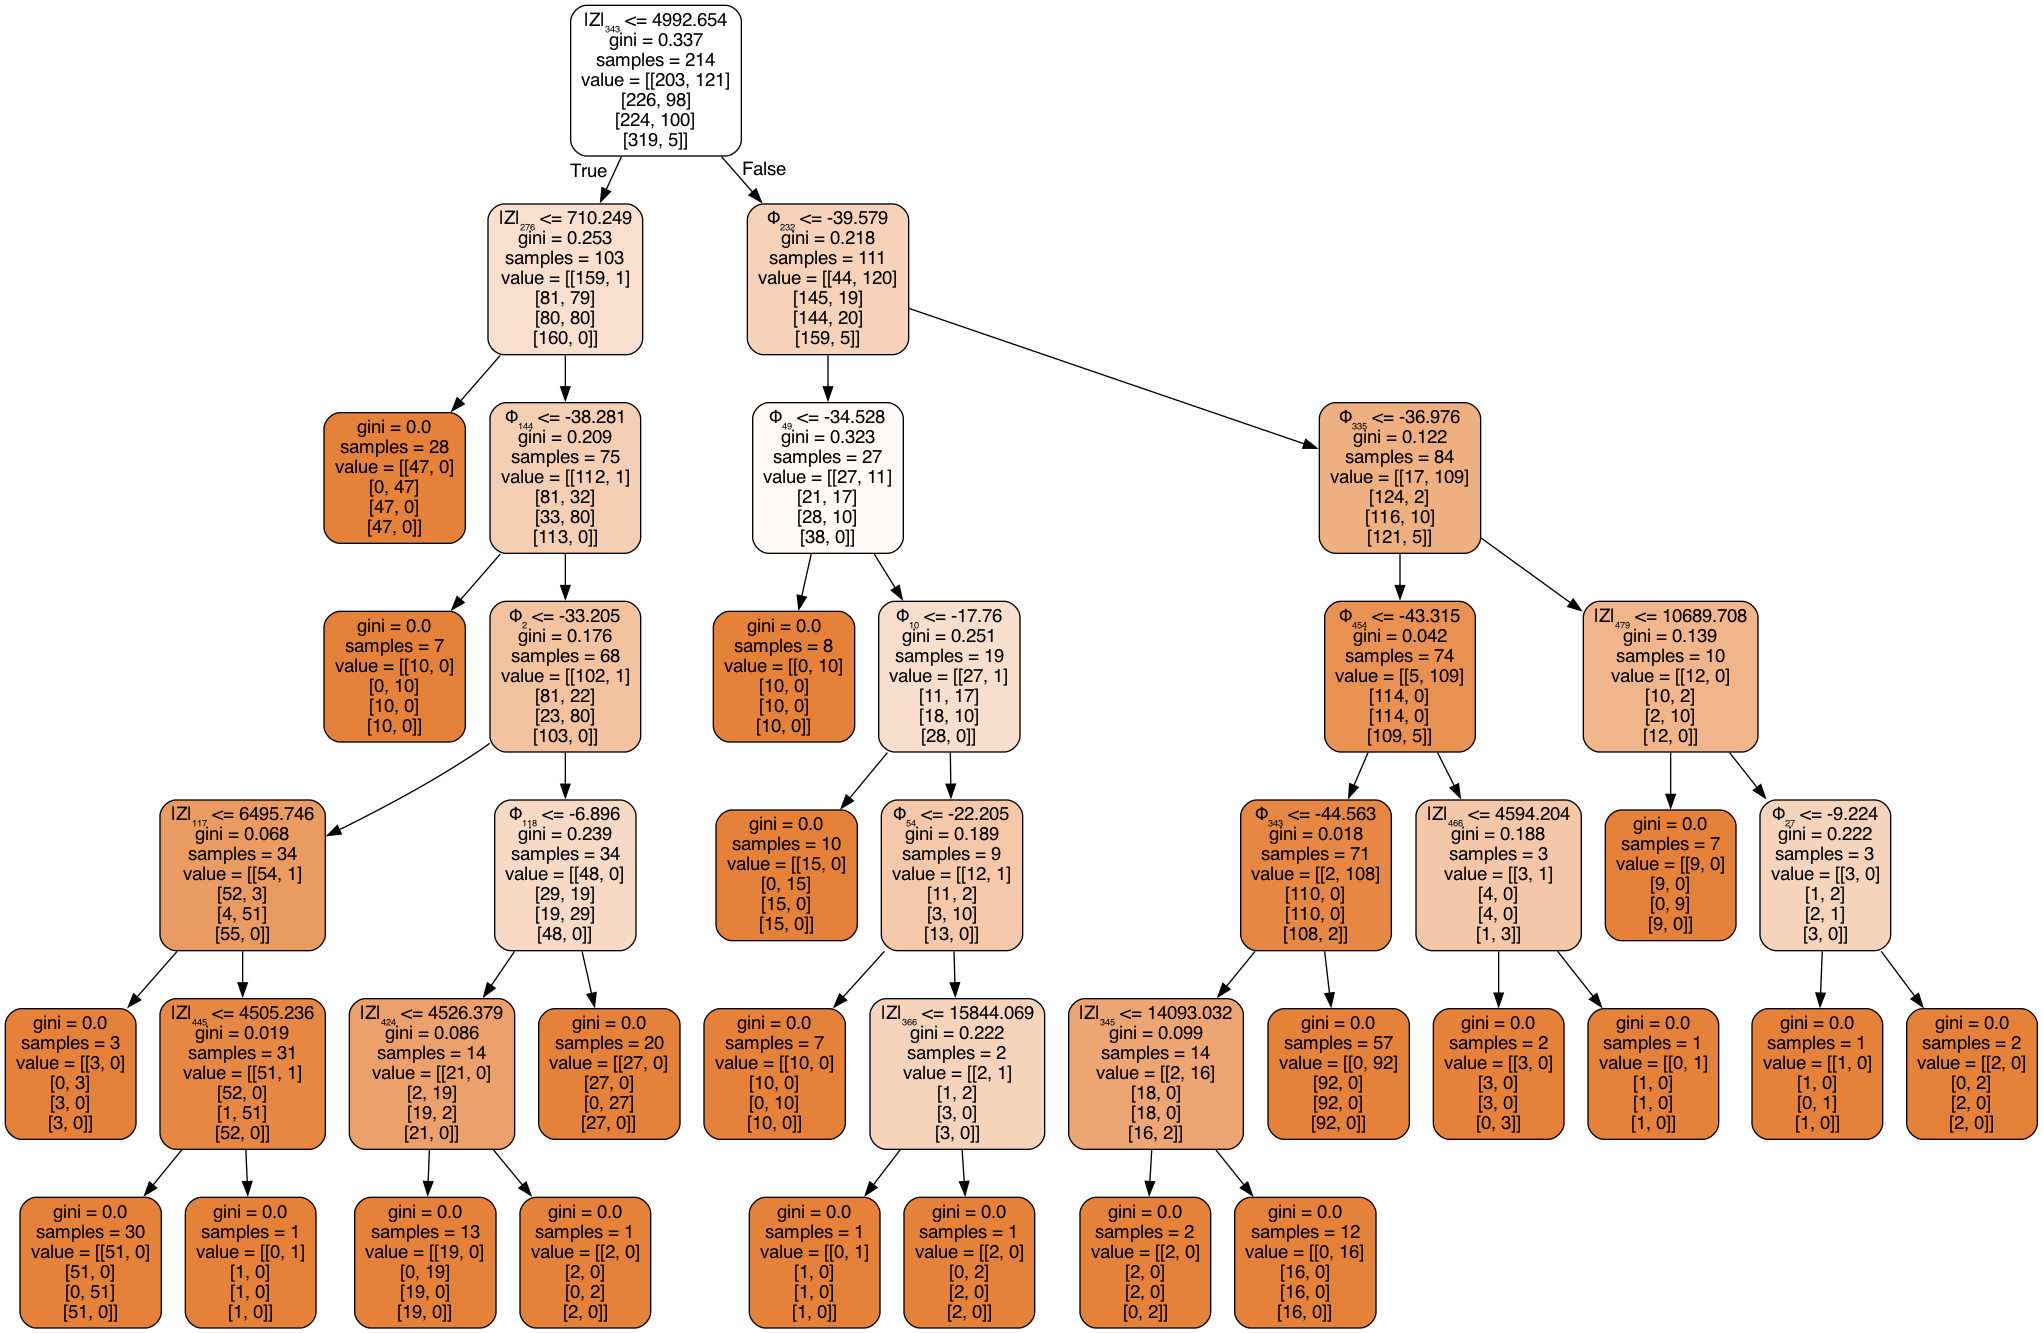 |Z|₃₄₃ <= 4992.654
gini = 0.337
samples = 214
value = [[203, 121]
[226, 98]
[224, 100]
[319, 5]]
True
False
|Z|₂₇₆ <= 710.249
gini = 0.253
samples = 103
value = [[159, 1]
[81, 79]
[80, 80]
[160, 0]]
Φ₂₃₂ <= -39.579
gini = 0.218
samples = 111
value = [[44, 120]
[145, 19]
[144, 20]
[159, 5]]
gini = 0.0
samples = 28
value = [[47, 0]
[0, 47]
[47, 0]
[47, 0]]
Φ₁₄₄ <= -38.281
gini = 0.209
samples = 75
value = [[112, 1]
[81, 32]
[33, 80]
[113, 0]]
Φ₄₉ <= -34.528
gini = 0.323
samples = 27
value = [[27, 11]
[21, 17]
[28, 10]
[38, 0]]
Φ₃₃₅ <= -36.976
gini = 0.122
samples = 84
value = [[17, 109]
[124, 2]
[116, 10]
[121, 5]]
gini = 0.0
samples = 7
value = [[10, 0]
[0, 10]
[10, 0]
[10, 0]]
Φ₂ <= -33.205
gini = 0.176
samples = 68
value = [[102, 1]
[81, 22]
[23, 80]
[103, 0]]
gini = 0.0
samples = 8
value = [[0, 10]
[10, 0]
[10, 0]
[10, 0]]
Φ₁₀ <= -17.76
gini = 0.251
samples = 19
value = [[27, 1]
[11, 17]
[18, 10]
[28, 0]]
Φ₄₅₄ <= -43.315
gini = 0.042
samples = 74
value = [[5, 109]
[114, 0]
[114, 0]
[109, 5]]
|Z|₄₇₉ <= 10689.708
gini = 0.139
samples = 10
value = [[12, 0]
[10, 2]
[2, 10]
[12, 0]]
|Z|₁₁₇ <= 6495.746
gini = 0.068
samples = 34
value = [[54, 1]
[52, 3]
[4, 51]
[55, 0]]
Φ₁₁₈ <= -6.896
gini = 0.239
samples = 34
value = [[48, 0]
[29, 19]
[19, 29]
[48, 0]]
gini = 0.0
samples = 10
value = [[15, 0]
[0, 15]
[15, 0]
[15, 0]]
Φ₅₄ <= -22.205
gini = 0.189
samples = 9
value = [[12, 1]
[11, 2]
[3, 10]
[13, 0]]
Φ₃₄₃ <= -44.563
gini = 0.018
samples = 71
value = [[2, 108]
[110, 0]
[110, 0]
[108, 2]]
|Z|₄₆₆ <= 4594.204
gini = 0.188
samples = 3
value = [[3, 1]
[4, 0]
[4, 0]
[1, 3]]
gini = 0.0
samples = 7
value = [[9, 0]
[9, 0]
[0, 9]
[9, 0]]
Φ₂₇ <= -9.224
gini = 0.222
samples = 3
value = [[3, 0]
[1, 2]
[2, 1]
[3, 0]]
gini = 0.0
samples = 3
value = [[3, 0]
[0, 3]
[3, 0]
[3, 0]]
|Z|₄₄₅ <= 4505.236
gini = 0.019
samples = 31
value = [[51, 1]
[52, 0]
[1, 51]
[52, 0]]
|Z|₄₂₄ <= 4526.379
gini = 0.086
samples = 14
value = [[21, 0]
[2, 19]
[19, 2]
[21, 0]]
gini = 0.0
samples = 20
value = [[27, 0]
[27, 0]
[0, 27]
[27, 0]]
gini = 0.0
samples = 7
value = [[10, 0]
[10, 0]
[0, 10]
[10, 0]]
|Z|₃₆₆ <= 15844.069
gini = 0.222
samples = 2
value = [[2, 1]
[1, 2]
[3, 0]
[3, 0]]
|Z|₃₄₅ <= 14093.032
gini = 0.099
samples = 14
value = [[2, 16]
[18, 0]
[18, 0]
[16, 2]]
gini = 0.0
samples = 57
value = [[0, 92]
[92, 0]
[92, 0]
[92, 0]]
gini = 0.0
samples = 2
value = [[3, 0]
[3, 0]
[3, 0]
[0, 3]]
gini = 0.0
samples = 1
value = [[0, 1]
[1, 0]
[1, 0]
[1, 0]]
gini = 0.0
samples = 1
value = [[1, 0]
[1, 0]
[0, 1]
[1, 0]]
gini = 0.0
samples = 2
value = [[2, 0]
[0, 2]
[2, 0]
[2, 0]]
gini = 0.0
samples = 30
value = [[51, 0]
[51, 0]
[0, 51]
[51, 0]]
gini = 0.0
samples = 1
value = [[0, 1]
[1, 0]
[1, 0]
[1, 0]]
gini = 0.0
samples = 13
value = [[19, 0]
[0, 19]
[19, 0]
[19, 0]]
gini = 0.0
samples = 1
value = [[2, 0]
[2, 0]
[0, 2]
[2, 0]]
gini = 0.0
samples = 1
value = [[0, 1]
[1, 0]
[1, 0]
[1, 0]]
gini = 0.0
samples = 1
value = [[2, 0]
[0, 2]
[2, 0]
[2, 0]]
gini = 0.0
samples = 2
value = [[2, 0]
[2, 0]
[2, 0]
[0, 2]]
gini = 0.0
samples = 12
value = [[0, 16]
[16, 0]
[16, 0]
[16, 0]]